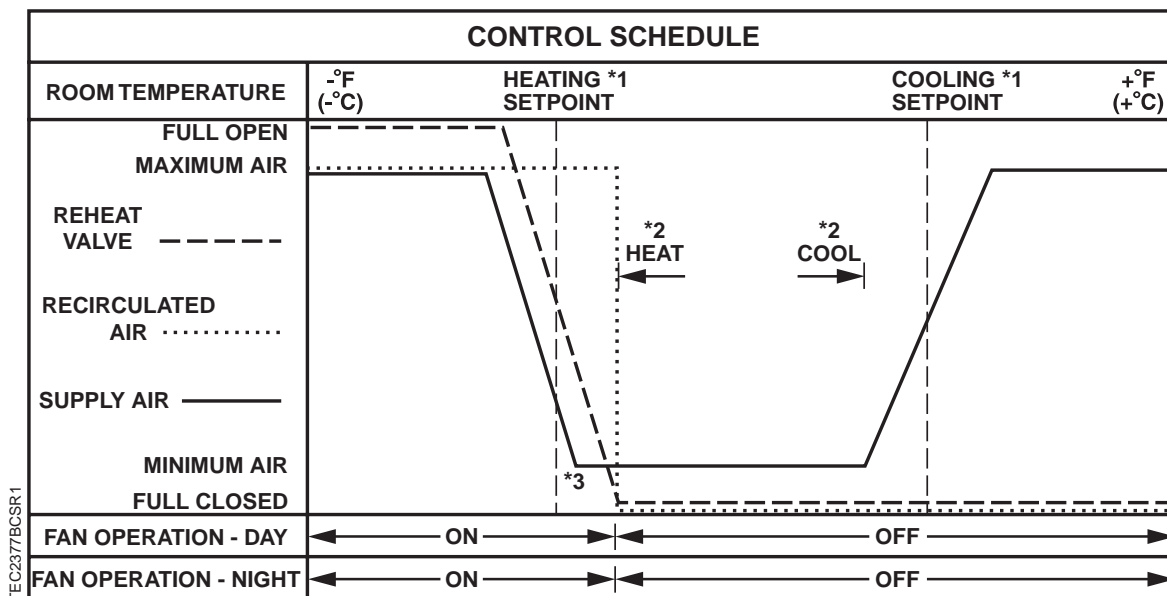 CONTROL SCHEDULE
ROOM TEMPERATURE
-°F
(-°C)
HEATING *1
SETPOINT
COOLING *1
SETPOINT
+°F
(+°C)
FULL OPEN
MAXIMUM AIR
REHEAT
VALVE
RECIRCULATED
AIR
SUPPLY AIR
MINIMUM AIR
FULL CLOSED
*2
HEAT
*2
COOL
*3
FAN OPERATION - DAY
ON
OFF
FAN OPERATION - NIGHT
ON
OFF
TEC2377BCSR1